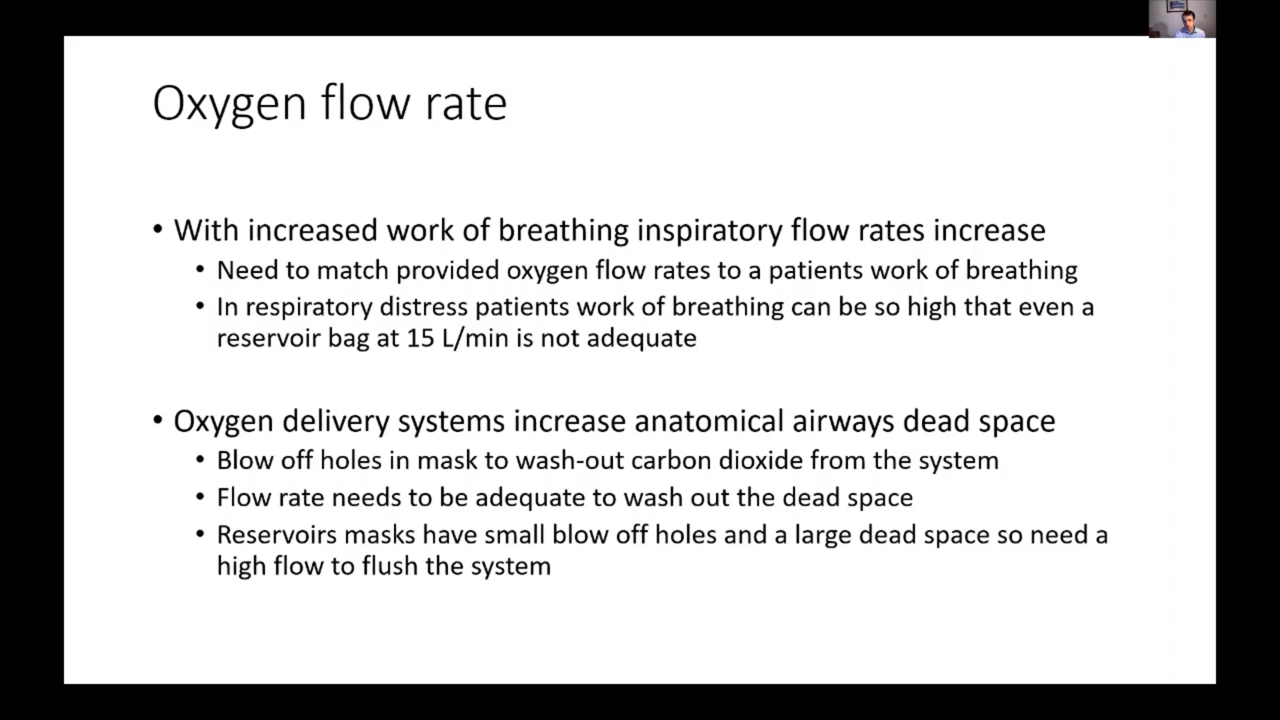 Oxygen flow rate
• With increased work of breathing inspiratory flow rates increase
• Need to match provided oxygen flow rates to a patients work of breathing
• In respiratory distress patients work of breathing can be so high that even a
reservoir bag at 15 L/min is not adequate
• Oxygen delivery systems increase anatomical airways dead space
• Blow off holes in mask to wash-out carbon dioxide from the system
• Flow rate needs to be adequate to wash out the dead space
• Reservoirs masks have small blow off holes and a large dead space so need a
high flow to flush the system